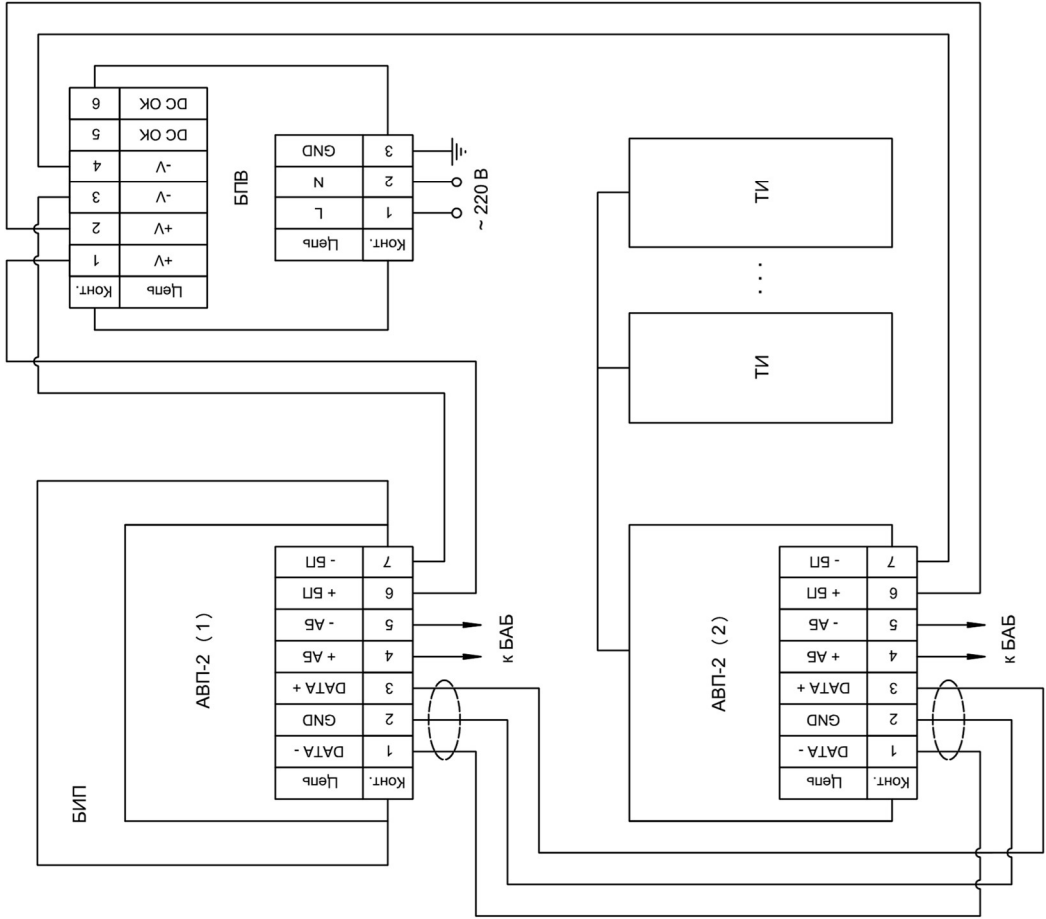 6 DC OK
5 DC OK
4 -V
3 -V
2 +V
1 +V
Конт. Цепь
БПВ
GND 3
N 2
L 1
Цепь Конт.
~ 220 В
ТИ
. . .
ТИ
БИП
АВП-2 (1)
- БП 7
+ БП 6
- АБ 5
+ АБ 4
DATA + 3
GND 2
DATA - 1
Цепь Конт.
к БАБ
АВП-2 (2)
- БП 7
+ БП 6
- АБ 5
+ АБ 4
DATA + 3
GND 2
DATA - 1
Цепь Конт.
к БАБ